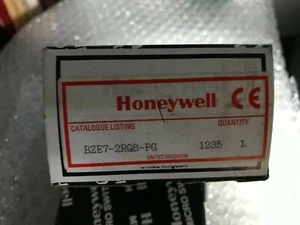 Honeywell CE
CATALOGUE LISTING QUANTITY
BZE7-2RQ8-PG 1235 1
UNITED KINGDOM